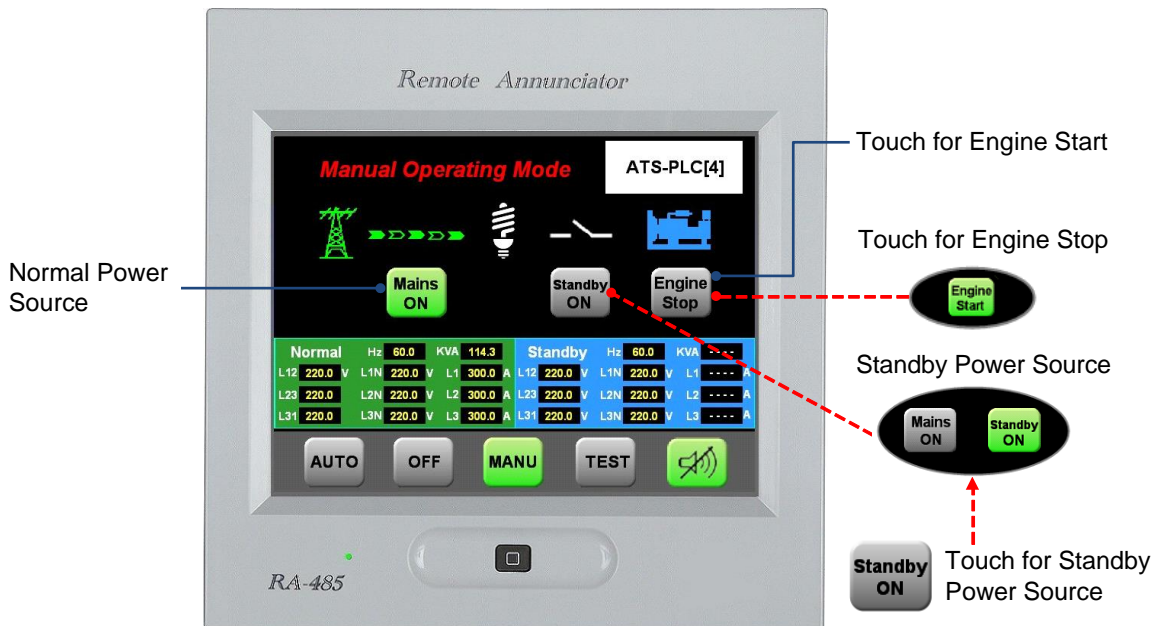 Remote Annunciator
Manual Operating Mode
ATS-PLC[4]
Touch for Engine Start
Touch for Engine Stop
Normal Power
Source
Mains
ON
Standby
ON
Engine
Stop
Engine
Start
Standby Power Source
Mains
ON
Standby
ON
Normal Hz 60.0 KVA 114.3 Standby Hz 60.0 KVA ----
L12 220.0 V L1N 220.0 V L1 300.0 A L12 220.0 V L1N 220.0 V L1 ---- A
L23 220.0 L2N 220.0 V L2 300.0 A L23 220.0 V L2N 220.0 V L2 ---- A
L31 220.0 L3N 220.0 V L3 300.0 A L31 220.0 V L3N 220.0 V L3 ---- A
AUTO OFF MANU TEST
RA-485
Standby
ON
Touch for Standby
Power Source